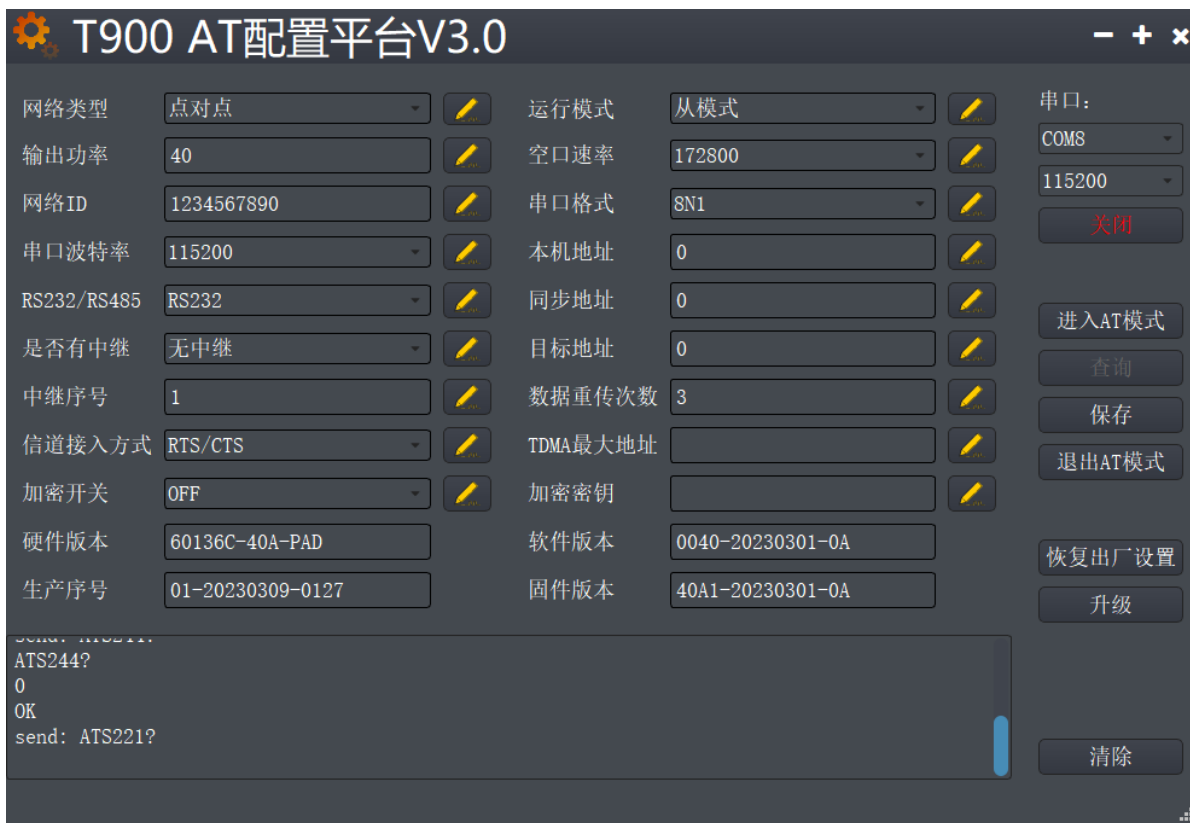 T900 AT配置平台V3.0
网络类型 点对点 运行模式 从模式 串口:
输出功率 40 空口速率 172800 COM8
网络ID 1234567890 串口格式 8N1 115200
关闭
串口波特率 115200 本机地址 0
RS232/RS485 RS232 同步地址 0
进入AT模式
是否有中继 无中继 目标地址 0
查询
中继序号 1 数据重传次数 3
保存
信道接入方式 RTS/CTS TDMA最大地址
退出AT模式
加密开关 OFF 加密密钥
硬件版本 60136C-40A-PAD 软件版本 0040-20230301-0A
恢复出厂设置
生产序号 01-20230309-0127 固件版本 40A1-20230301-0A
升级
ATS244?
0
OK
send: ATS221?
清除